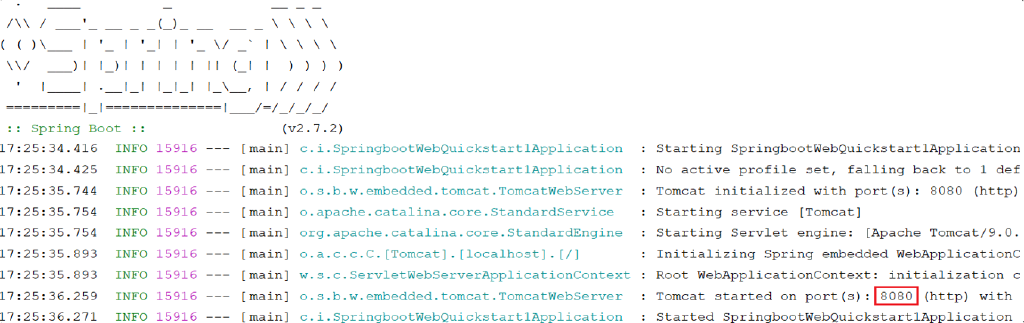 .   ____          _            __ _ _
 /\\ / ___'_ __ _ _(_)_ __  __ _ \ \ \ \
( ( )\___ | '_ | '_| | '_ \/ _` | \ \ \ \
 \\/  ___)| |_)| | | | | || (_| |  ) ) ) )
  '  |____| .__|_| |_|_| |_\__, | / / / /
 =========|_|==============|___/=/_/_/_/
 :: Spring Boot ::                (v2.7.2)
17:25:34.416  INFO 15916 --- [main] c.i.SpringbootWebQuickstart1Application  : Starting SpringbootWebQuickstart1Application
17:25:34.425  INFO 15916 --- [main] c.i.SpringbootWebQuickstart1Application  : No active profile set, falling back to 1 def
17:25:35.744  INFO 15916 --- [main] o.s.b.w.embedded.tomcat.TomcatWebServer  : Tomcat initialized with port(s): 8080 (http)
17:25:35.754  INFO 15916 --- [main] o.apache.catalina.core.StandardService   : Starting service [Tomcat]
17:25:35.754  INFO 15916 --- [main] org.apache.catalina.core.StandardEngine  : Starting Servlet engine: [Apache Tomcat/9.0.
17:25:35.893  INFO 15916 --- [main] o.a.c.c.C.[Tomcat].[localhost].[/]       : Initializing Spring embedded WebApplicationC
17:25:35.893  INFO 15916 --- [main] w.s.c.ServletWebServerApplicationContext : Root WebApplicationContext: initialization c
17:25:36.259  INFO 15916 --- [main] o.s.b.w.embedded.tomcat.TomcatWebServer  : Tomcat started on port(s): 8080 (http) with
17:25:36.271  INFO 15916 --- [main] c.i.SpringbootWebQuickstart1Application  : Started SpringbootWebQuickstart1Application